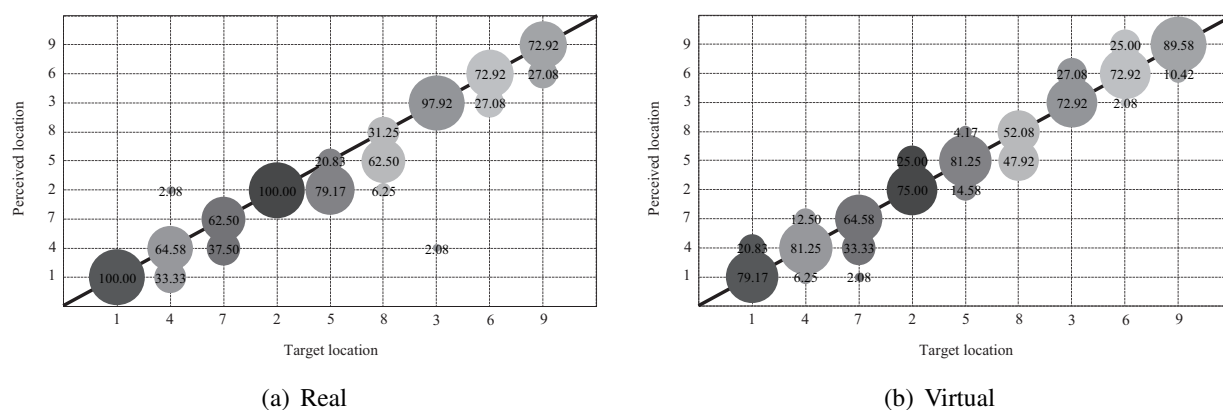 9 72.92
6 72.92 27.08
3 97.92 27.08
8 31.25
5 20.83 62.50
2 2.08 100.00 79.17 6.25
7 62.50
4 64.58 37.50 2.08
1 100.00 33.33
1 4 7 2 5 8 3 6 9
Perceived location
Target location
(a) Real
9 25.00 89.58
6 27.08 72.92 10.42
3 72.92 2.08
8 4.17 52.08
5 25.00 81.25 47.92
2 75.00 14.58
7 12.50 64.58
4 20.83 81.25 33.33
1 79.17 6.25 2.08
1 4 7 2 5 8 3 6 9
Perceived location
Target location
(b) Virtual